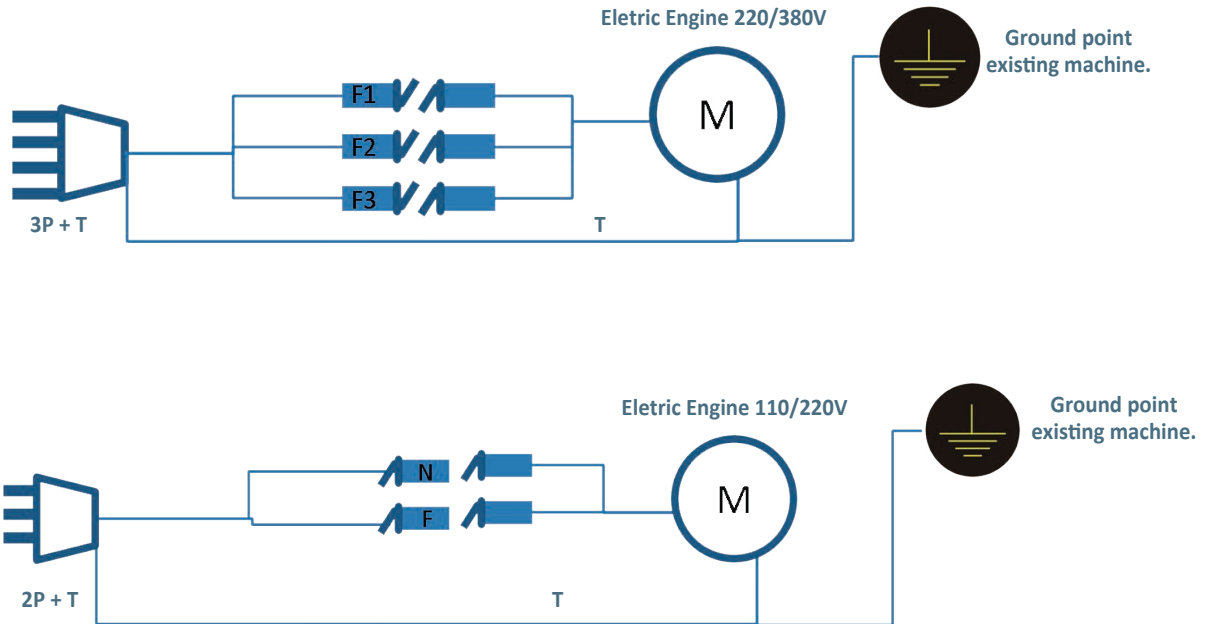 Eletric Engine 220/380V
Ground point
existing machine.
F1
M
F2
F3
3P + T
T
Eletric Engine 110/220V
Ground point
existing machine.
N
M
F
2P + T
T